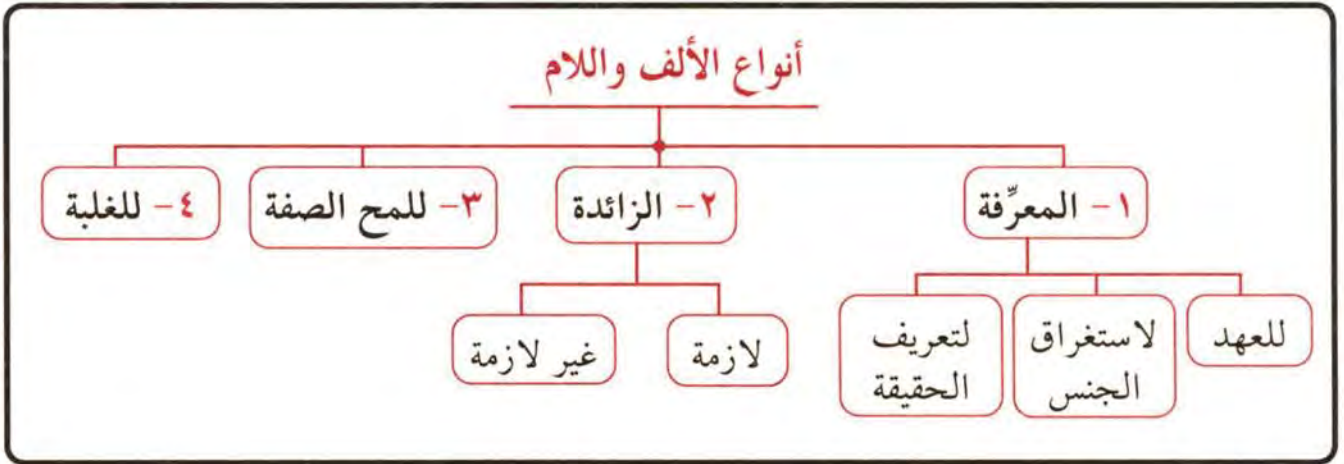 أنواع الألف واللام
١- المعرِّفة
٢- الزائدة
٣- للمح الصفة
٤- للغلبة
للعهد
لاستغراق
الجنس
لتعريف
الحقيقة
لازمة
غير لازمة